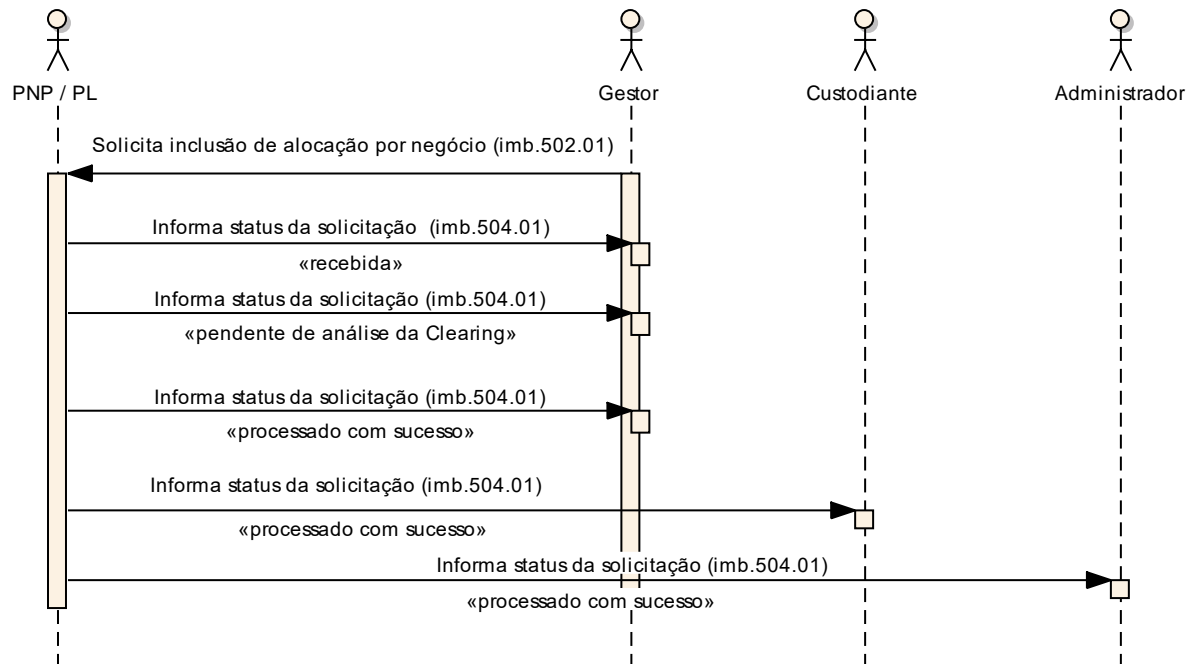 PNP / PL
Gestor
Custodiante
Administrador
Solicita inclusão de alocação por negócio (imb.502.01)
Informa status da solicitação (imb.504.01)
«recebida»
Informa status da solicitação (imb.504.01)
«pendente de análise da Clearing»
Informa status da solicitação (imb.504.01)
«processado com sucesso»
Informa status da solicitação (imb.504.01)
«processado com sucesso»
Informa status da solicitação (imb.504.01)
«processado com sucesso»